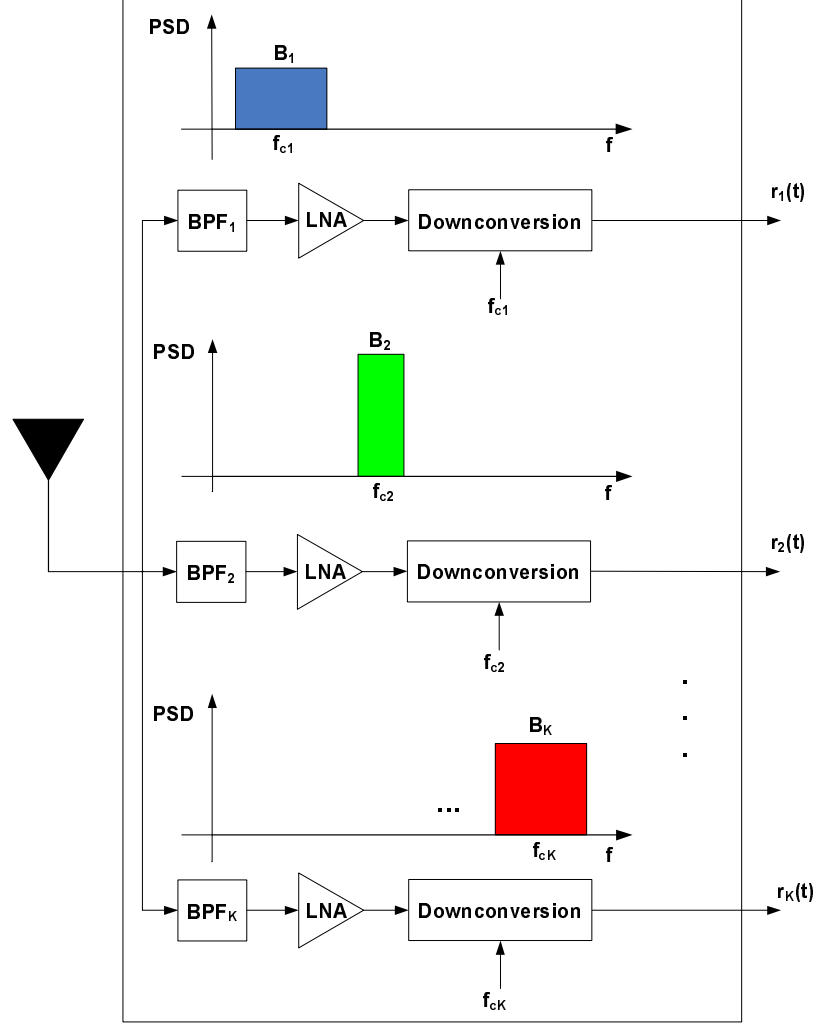 PSD
B1
fc1
f
r1(t)
BPF1
LNA
Downconversion
fc1
PSD
B2
fc2
f
r2(t)
BPF2
LNA
Downconversion
fc2
PSD
BK
...
fcK
f
rK(t)
BPFK
LNA
Downconversion
fcK